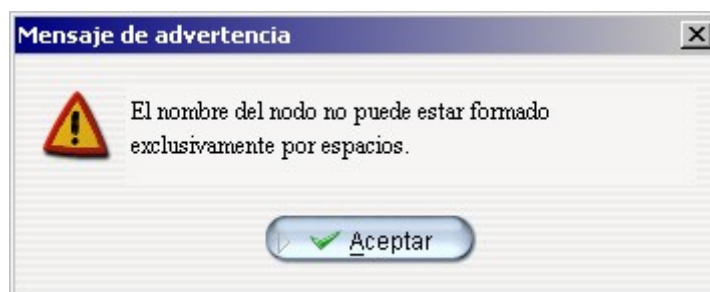 Mensaje de advertencia
El nombre del nodo no puede estar formado
exclusivamente por espacios.
Aceptar